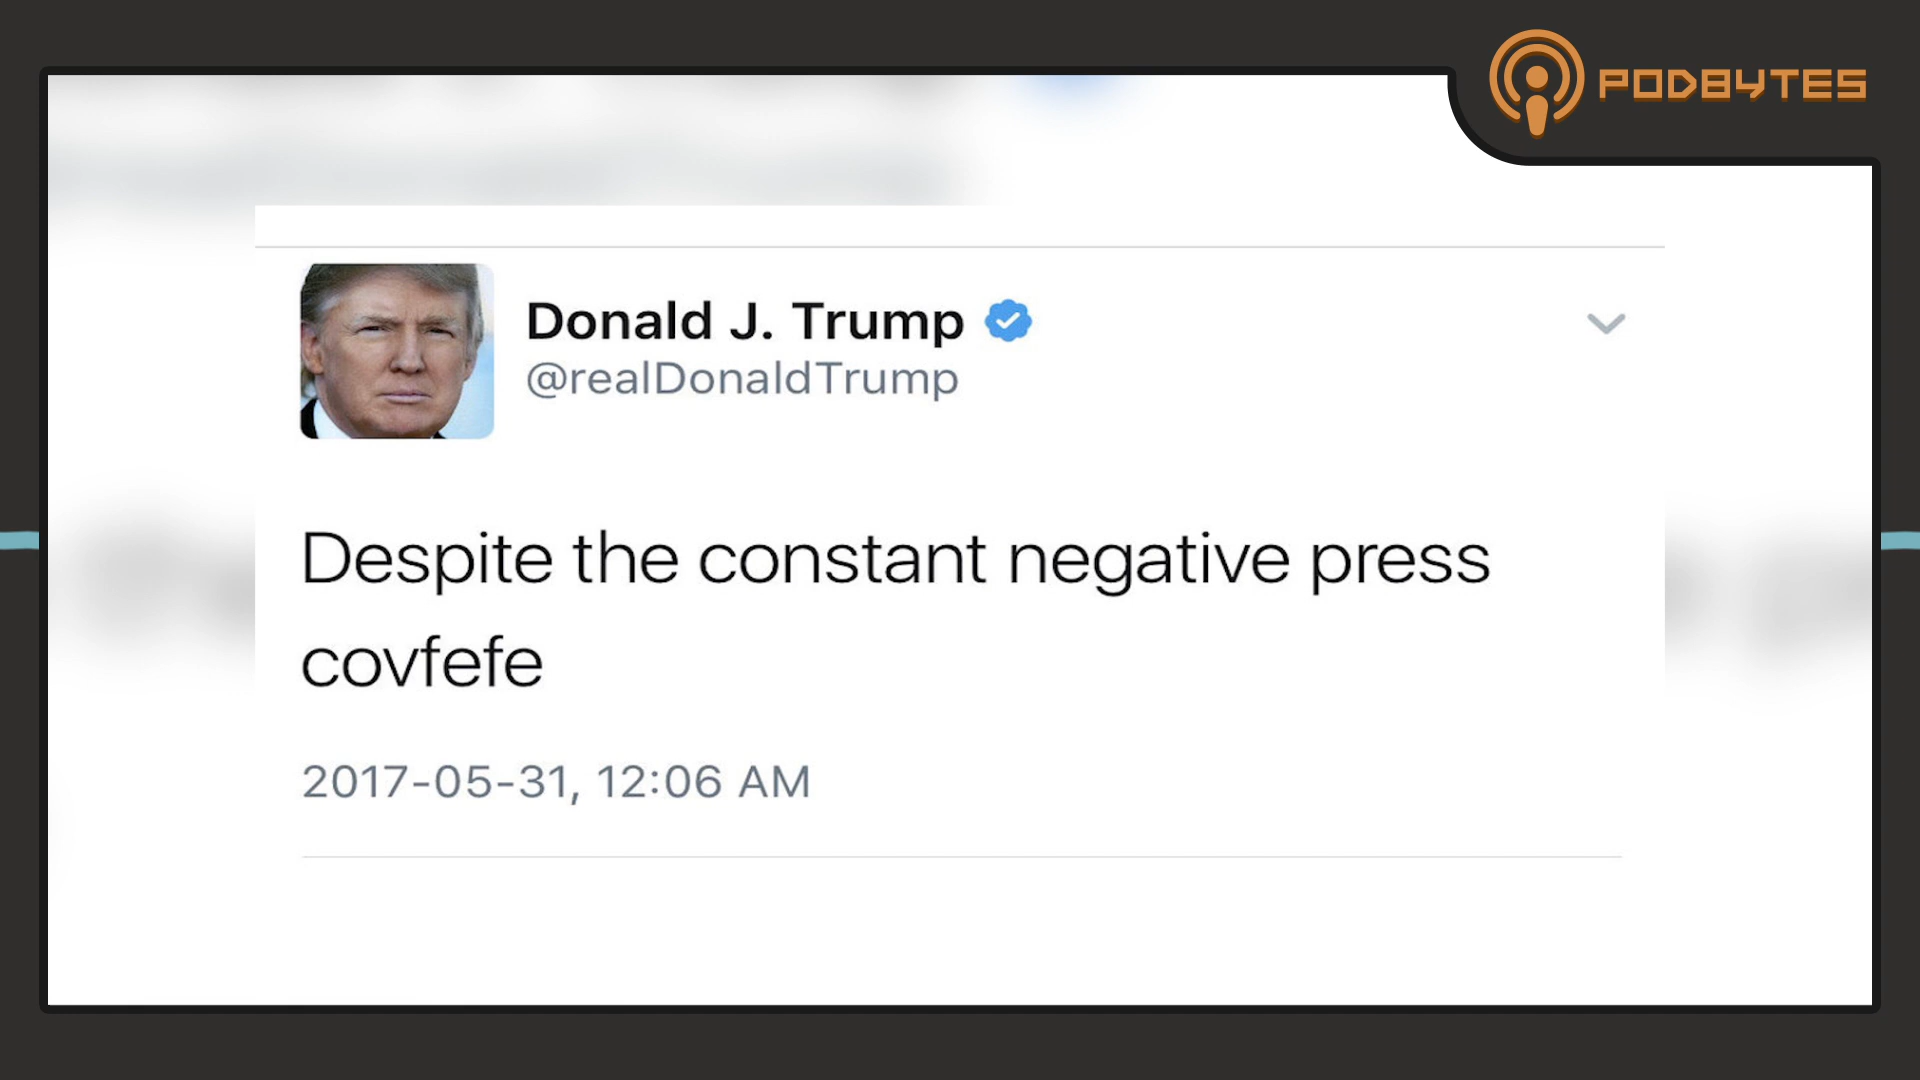 PODBYTES
Donald J. Trump
@realDonaldTrump
Despite the constant negative press
covfefe
2017-05-31, 12:06 AM